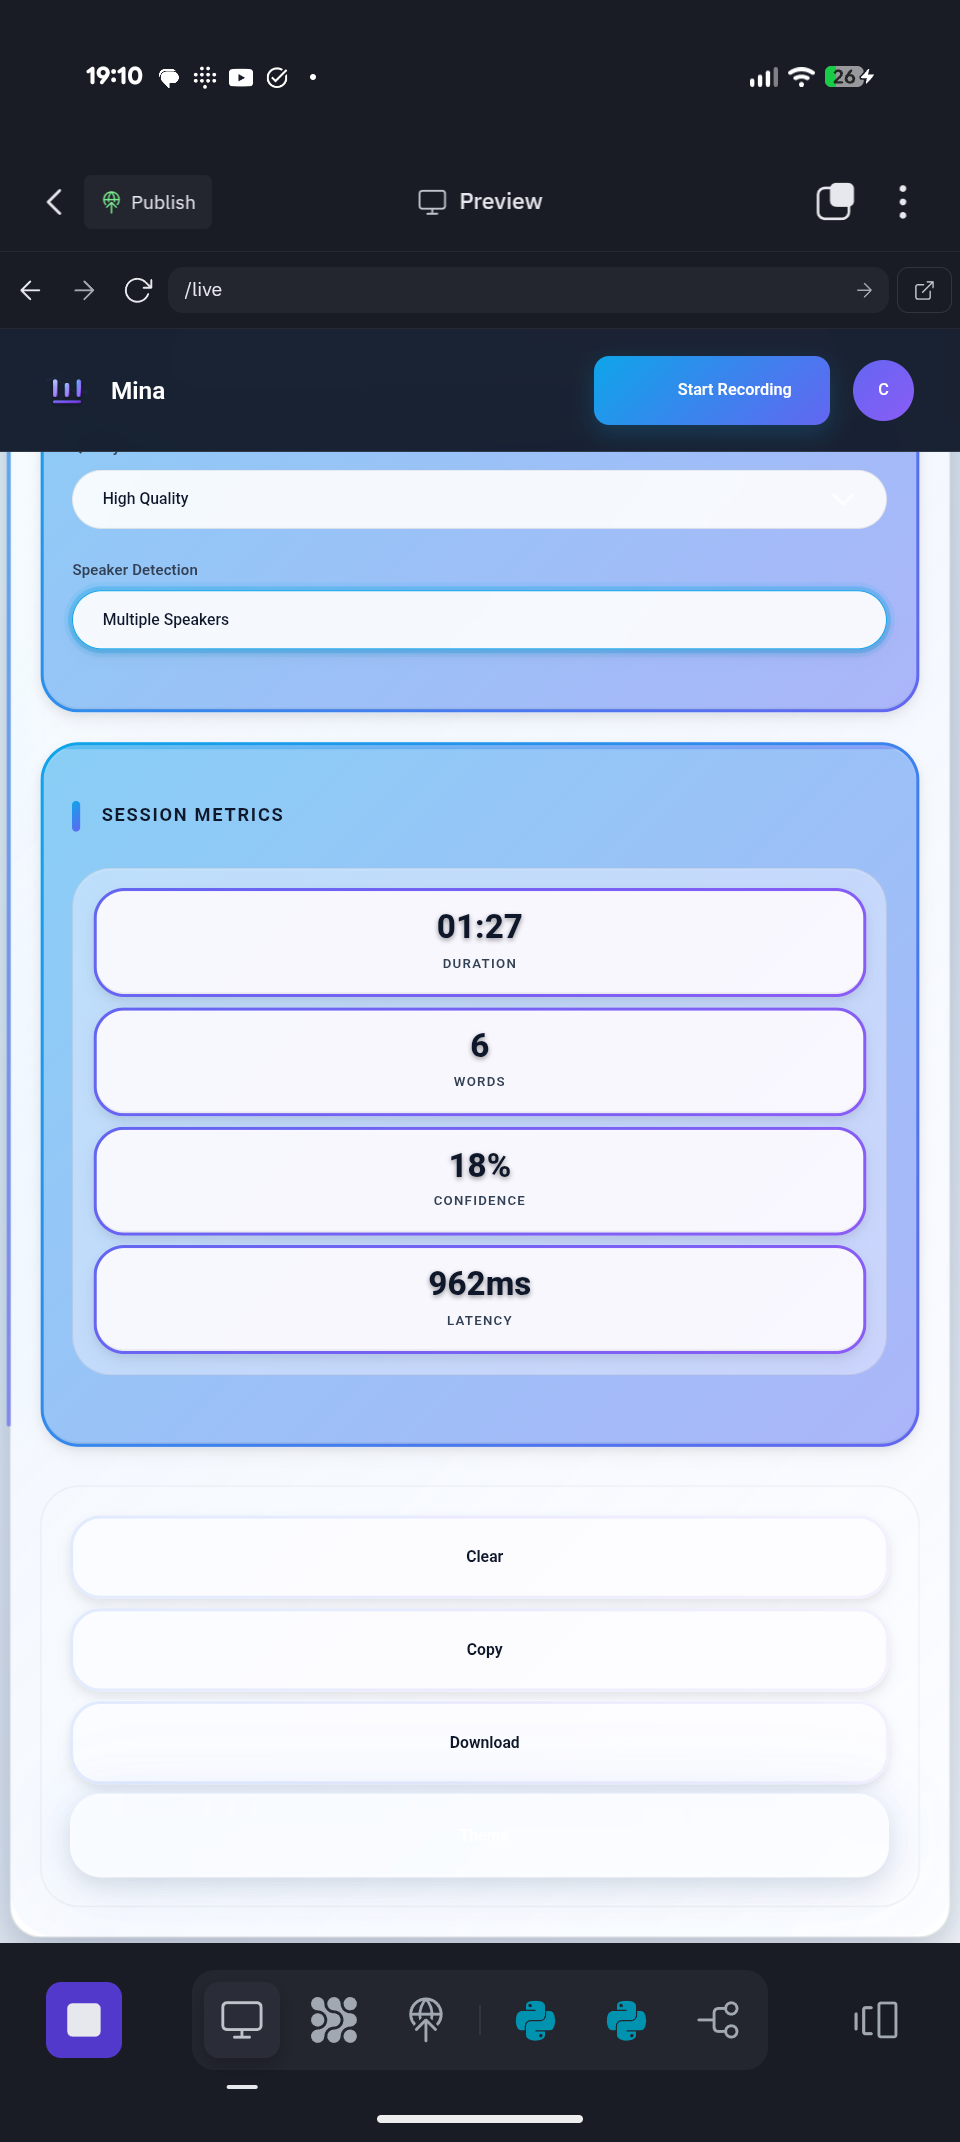 19:10
26
Publish
Preview
/live
Mina
Start Recording
C
High Quality
Speaker Detection
Multiple Speakers
SESSION METRICS
01:27
DURATION
6
WORDS
18%
CONFIDENCE
962ms
LATENCY
Clear
Copy
Download